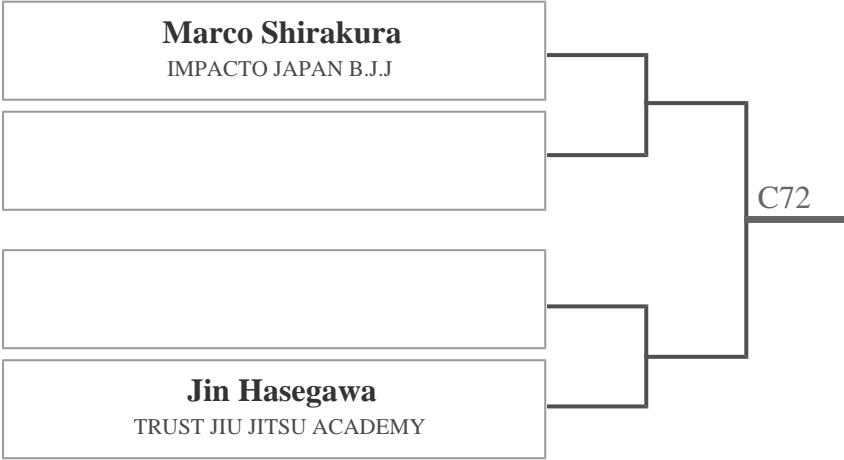 Marco Shirakura
IMPACTO JAPAN B.J.J
C72
Jin Hasegawa
TRUST JIU JITSU ACADEMY